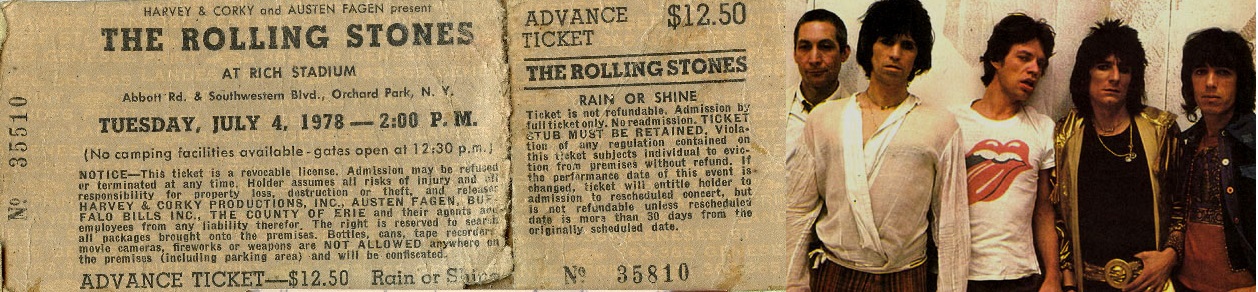 HARVEY & CORKY and AUSTEN FAGEN present
THE ROLLING STONES
AT RICH STADIUM
Abbott Rd. & Southwestern Blvd., Orchard Park, N. Y.
TUESDAY, JULY 4, 1978 — 2:00 P. M.
(No camping facilities available - gates open at 12:30 p.m.)
NOTICE—This ticket is a revocable license. Admission may be refused
or terminated at any time. Holder assumes all risks of injury and all
responsibility for property loss, destruction or theft, and releases
HARVEY & CORKY PRODUCTIONS, INC., AUSTEN FAGEN, BUF-
FALO BILLS INC., THE COUNTY OF ERIE and their agents and
employees from any liability therefor. The right is reserved to search
all packages brought onto the premises. Bottles, cans, tape recorders,
movie cameras, fireworks or weapons are NOT ALLOWED anywhere on
the premises (including parking area) and will be confiscated.
ADVANCE TICKET—$12.50 Rain or Shine
Nº 35510
ADVANCE $12.50
TICKET
THE ROLLING STONES
RAIN OR SHINE
Ticket is not refundable. Admission by
full ticket only. No readmission. TICKET
STUB MUST BE RETAINED. Viola-
tion of any regulation contained on
this ticket subjects individual to evic-
tion from premises without refund. If
the performance date of this event is
changed, ticket will entitle holder to
admission to rescheduled concert, but
is not refundable unless rescheduled
date is more than 30 days from the
originally scheduled date.
Nº 35810